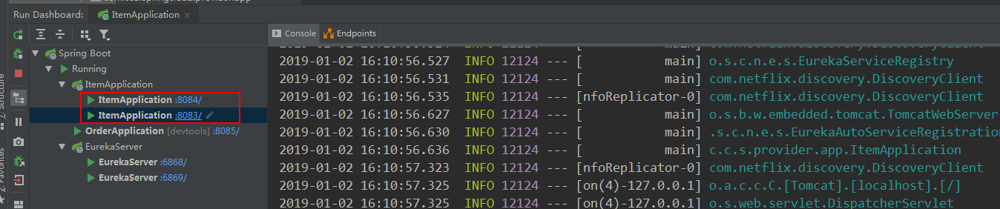 Run Dashboard: ItemApplication ×
Console Endpoints
Spring Boot
Running
ItemApplication
ItemApplication :8084/
ItemApplication :8083/
OrderApplication [devtools] :8085/
EurekaServer
EurekaServer :6868/
EurekaServer :6869/
2019-01-02 16:10:56.527 INFO 12124 --- [ main] o.s.c.n.e.s.EurekaServiceRegistry
2019-01-02 16:10:56.531 INFO 12124 --- [ main] com.netflix.discovery.DiscoveryClient
2019-01-02 16:10:56.535 INFO 12124 --- [nfoReplicator-0] com.netflix.discovery.DiscoveryClient
2019-01-02 16:10:56.627 INFO 12124 --- [ main] o.s.b.w.embedded.tomcat.TomcatWebServer
2019-01-02 16:10:56.630 INFO 12124 --- [ main] .s.c.n.e.s.EurekaAutoServiceRegistration
2019-01-02 16:10:56.636 INFO 12124 --- [ main] c.c.s.provider.app.ItemApplication
2019-01-02 16:10:57.323 INFO 12124 --- [nfoReplicator-0] com.netflix.discovery.DiscoveryClient
2019-01-02 16:10:57.325 INFO 12124 --- [on(4)-127.0.0.1] o.a.c.c.C.[Tomcat].[localhost].[/]
2019-01-02 16:10:57.325 INFO 12124 --- [on(4)-127.0.0.1] o.s.web.servlet.DispatcherServlet
Z: Structure
2: Favorites